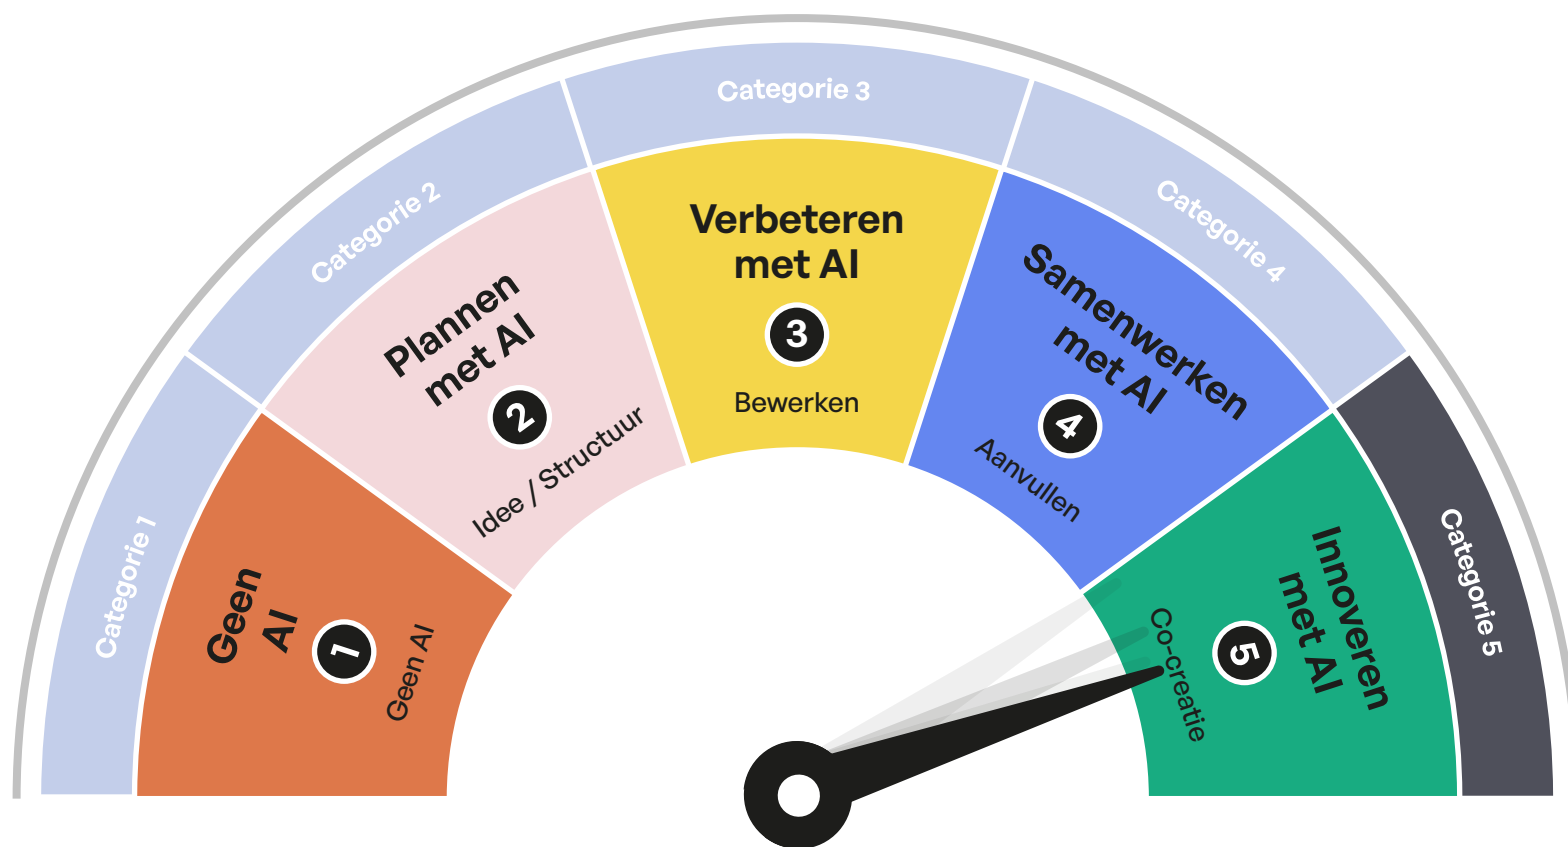 Categorie 1
Geen
AI
1
Geen AI
Categorie 2
Plannen
met AI
2
Idee / Structuur
Categorie 3
Verbeteren
met AI
3
Bewerken
Categorie 4
Samenwerken
met AI
4
Aanvullen
Categorie 5
Innoveren
met AI
5
Co-creatie